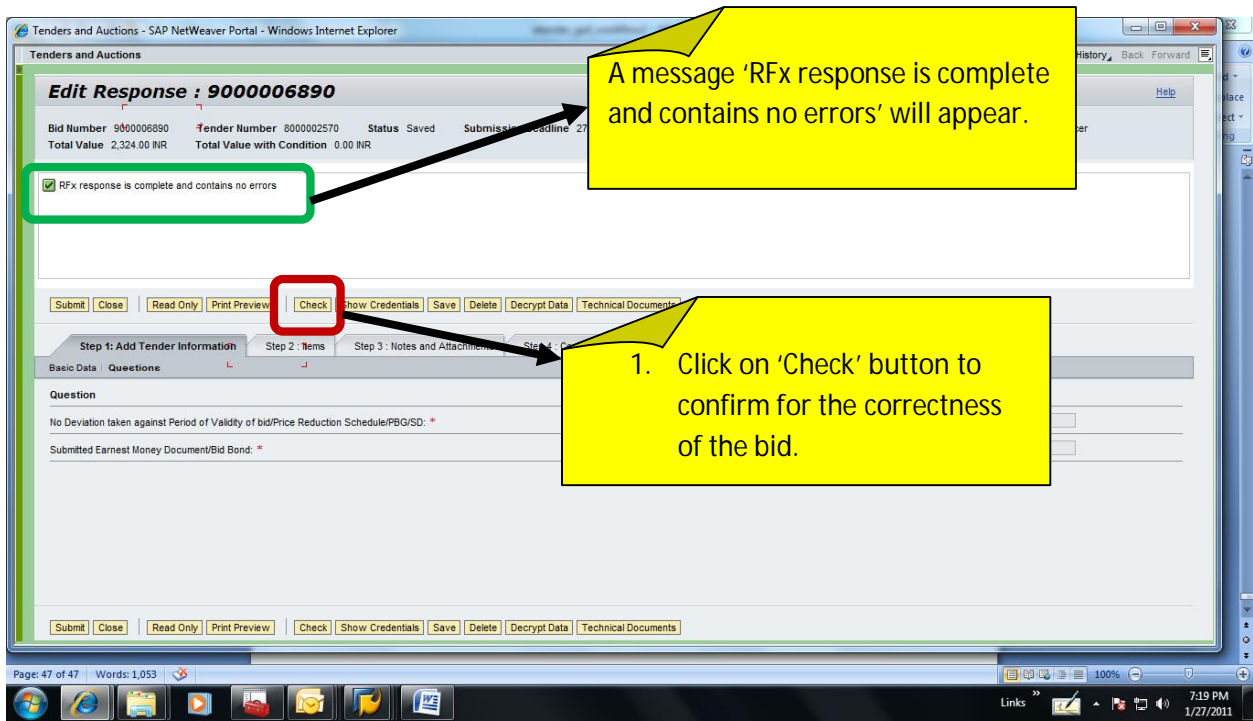 Tenders and Auctions - SAP NetWeaver Portal - Windows Internet Explorer
Tenders and Auctions
History Back Forward
Edit Response : 9000006890
Help
Bid Number 9000006890 Tender Number 8000002570 Status Saved Submission Deadline 27
Total Value 2,324.00 INR Total Value with Condition 0.00 INR
A message ‘RFx response is complete
and contains no errors’ will appear.
RFx response is complete and contains no errors
Submit Close Read Only Print Preview Check Show Credentials Save Delete Decrypt Data Technical Documents
Step 1: Add Tender Information Step 2 : Items Step 3 : Notes and Attachments Step 4 :
Basic Data Questions
1. Click on ‘Check’ button to
confirm for the correctness
of the bid.
Question
No Deviation taken against Period of Validity of bid/Price Reduction Schedule/PBG/SD: *
Submitted Earnest Money Document/Bid Bond: *
Submit Close Read Only Print Preview Check Show Credentials Save Delete Decrypt Data Technical Documents
Page: 47 of 47 Words: 1,053
100%
Links
7:19 PM
1/27/2011